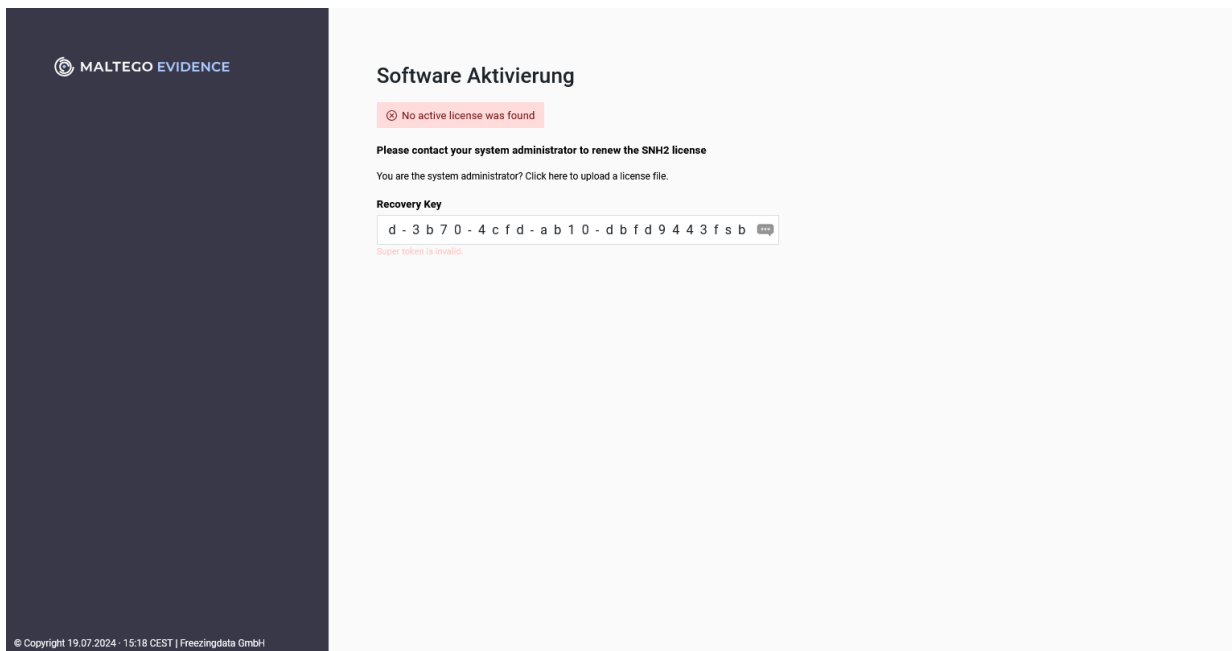 MALTEGO EVIDENCE
Software Aktivierung
No active license was found
Please contact your system administrator to renew the SNH2 license
You are the system administrator? Click here to upload a license file.
Recovery Key
d-3b70-4cfd-ab10-dbfd9443fsb
Super token is invalid.
© Copyright 19.07.2024 - 15:18 CEST | Freezingdata GmbH